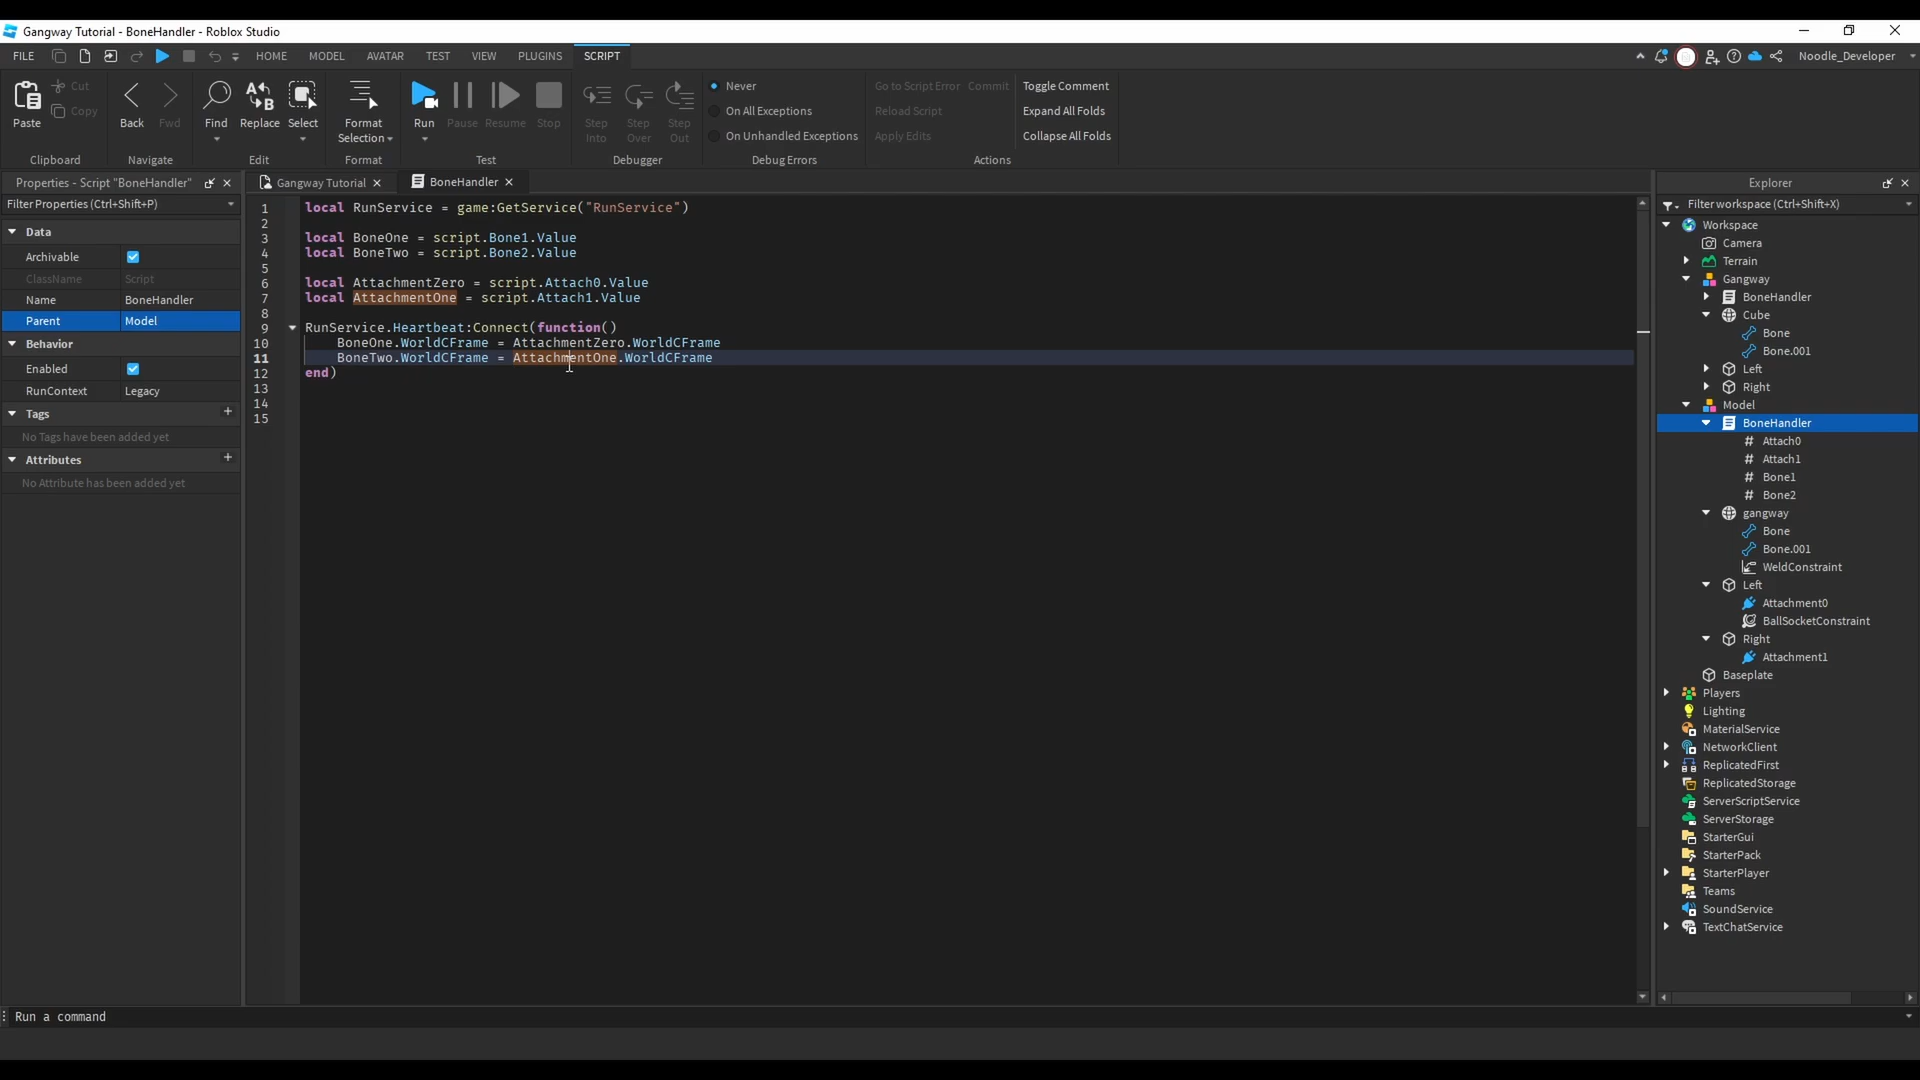 Gangway Tutorial - BoneHandler - Roblox Studio
FILE HOME MODEL AVATAR TEST VIEW PLUGINS SCRIPT Noodle_Developer
Paste Cut Copy
Clipboard
Back Fwd
Navigate
Find Replace Select
Edit
Format Selection
Format
Run Pause Resume Stop
Test
Step Into Step Over Step Out
Debugger
Never
On All Exceptions
On Unhandled Exceptions
Debug Errors
Go to Script Error Commit
Reload Script
Apply Edits
Toggle Comment
Expand All Folds
Collapse All Folds
Actions
Properties - Script "BoneHandler"
Filter Properties (Ctrl+Shift+P)
Data
Archivable
ClassName Script
Name BoneHandler
Parent Model
Behavior
Enabled
RunContext Legacy
Tags +
No Tags have been added yet
Attributes +
No Attribute has been added yet
Gangway Tutorial BoneHandler
1 local RunService = game:GetService("RunService")
2
3 local BoneOne = script.Bone1.Value
4 local BoneTwo = script.Bone2.Value
5
6 local AttachmentZero = script.Attach0.Value
7 local AttachmentOne = script.Attach1.Value
8
9 RunService.Heartbeat:Connect(function()
10 BoneOne.WorldCFrame = AttachmentZero.WorldCFrame
11 BoneTwo.WorldCFrame = AttachmentOne.WorldCFrame
12 end)
13
14
15
Explorer
Filter workspace (Ctrl+Shift+X)
Workspace
Camera
Terrain
Gangway
BoneHandler
Cube
Bone
Bone.001
Left
Right
Model
BoneHandler
# Attach0
# Attach1
# Bone1
# Bone2
gangway
Bone
Bone.001
WeldConstraint
Left
Attachment0
BallSocketConstraint
Right
Attachment1
Baseplate
Players
Lighting
MaterialService
NetworkClient
ReplicatedFirst
ReplicatedStorage
ServerScriptService
ServerStorage
StarterGui
StarterPack
StarterPlayer
Teams
SoundService
TextChatService
Run a command